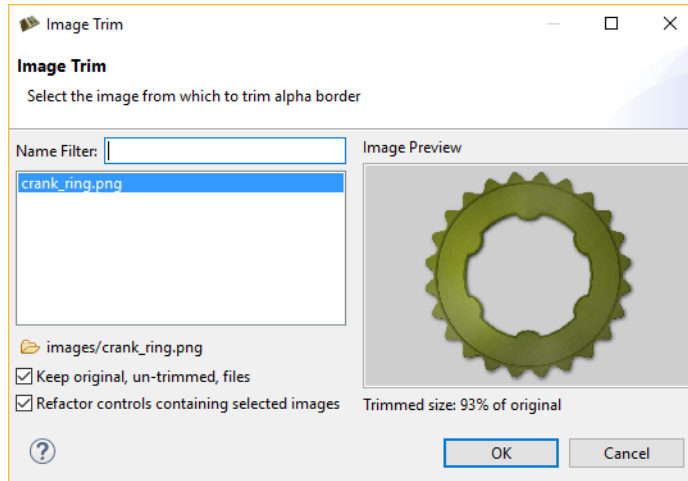 Image Trim
Image Trim
Select the image from which to trim alpha border
Name Filter:
Image Preview
crank_ring.png
images/crank_ring.png
Keep original, un-trimmed, files
Refactor controls containing selected images
Trimmed size: 93% of original
?
OK
Cancel